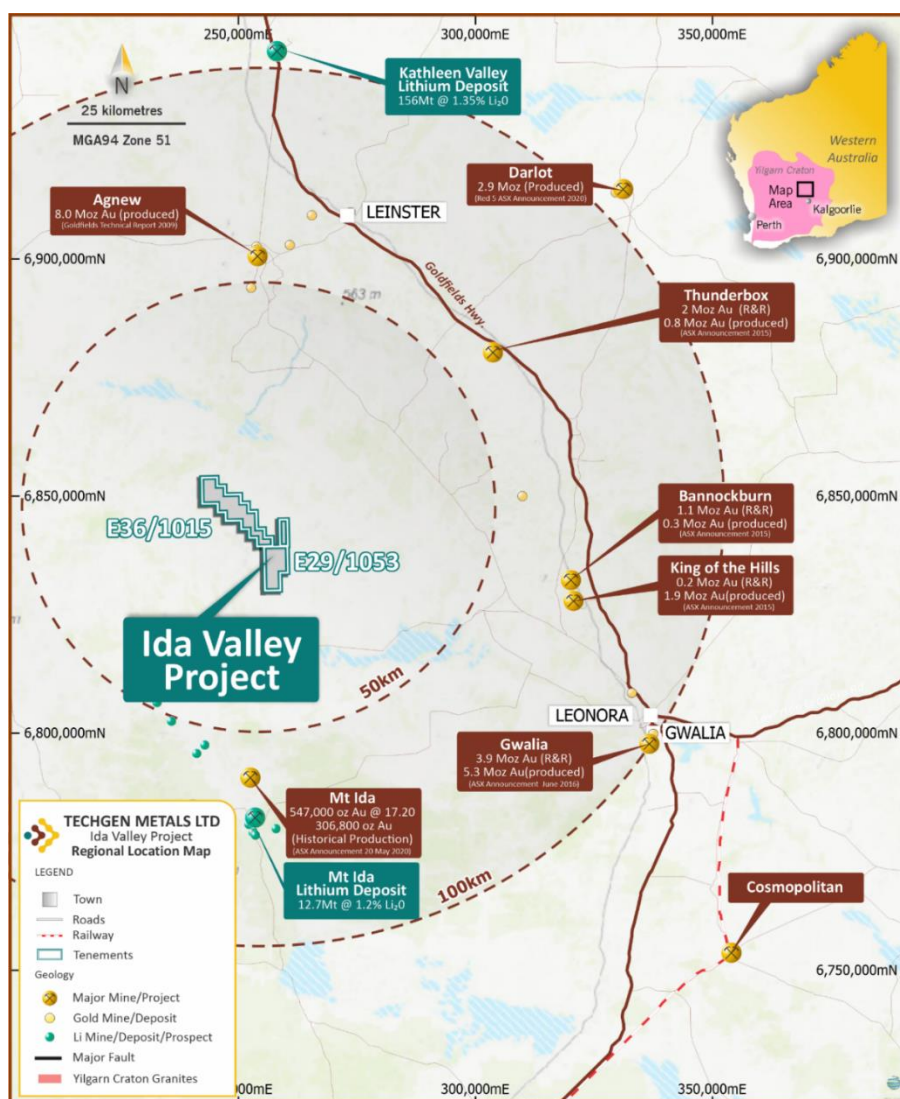 250,000mE
300,000mE
350,000mE
N
25 kilometres
MGA94 Zone 51
Kathleen Valley
Lithium Deposit
156Mt @ 1.35% Li₂0
Western
Australia
Yilgarn Craton
Map
Area
Kalgoorlie
Perth
Darlot
2.9 Moz (Produced)
(Red 5 ASX Announcement 2020)
Agnew
8.0 Moz Au (produced)
(Goldfields Technical Report 2009)
LEINSTER
6,900,000mN
6,900,000mN
Goldfields Hwy
563 m
Thunderbox
2 Moz Au (R&R)
0.8 Moz Au (produced)
(ASX Announcement 2015)
6,850,000mN
6,850,000mN
Bannockburn
1.1 Moz Au (R&R)
0.3 Moz Au (produced)
(ASX Announcement 2015)
E36/1015
E29/1053
King of the Hills
0.2 Moz Au (R&R)
1.9 Moz Au(produced)
(ASX Announcement 2015)
Ida Valley
Project
50km
LEONORA
GWALIA
6,800,000mN
6,800,000mN
Gwalia
3.9 Moz Au (R&R)
5.3 Moz Au(produced)
(ASX Announcement June 2016)
Mt Ida
547,000 oz Au @ 17.20
306,800 oz Au
(Historical Production)
(ASX Announcement 20 May 2020)
Mt Ida
Lithium Deposit
12.7Mt @ 1.2% Li₂0
100km
Cosmopolitan
6,750,000mN
TECHGEN METALS LTD
Ida Valley Project
Regional Location Map
LEGEND
Town
Roads
Railway
Tenements
Geology
Major Mine/Project
Gold Mine/Deposit
Li Mine/Deposit/Prospect
Major Fault
Yilgarn Craton Granites
300,000mE
350,000mE